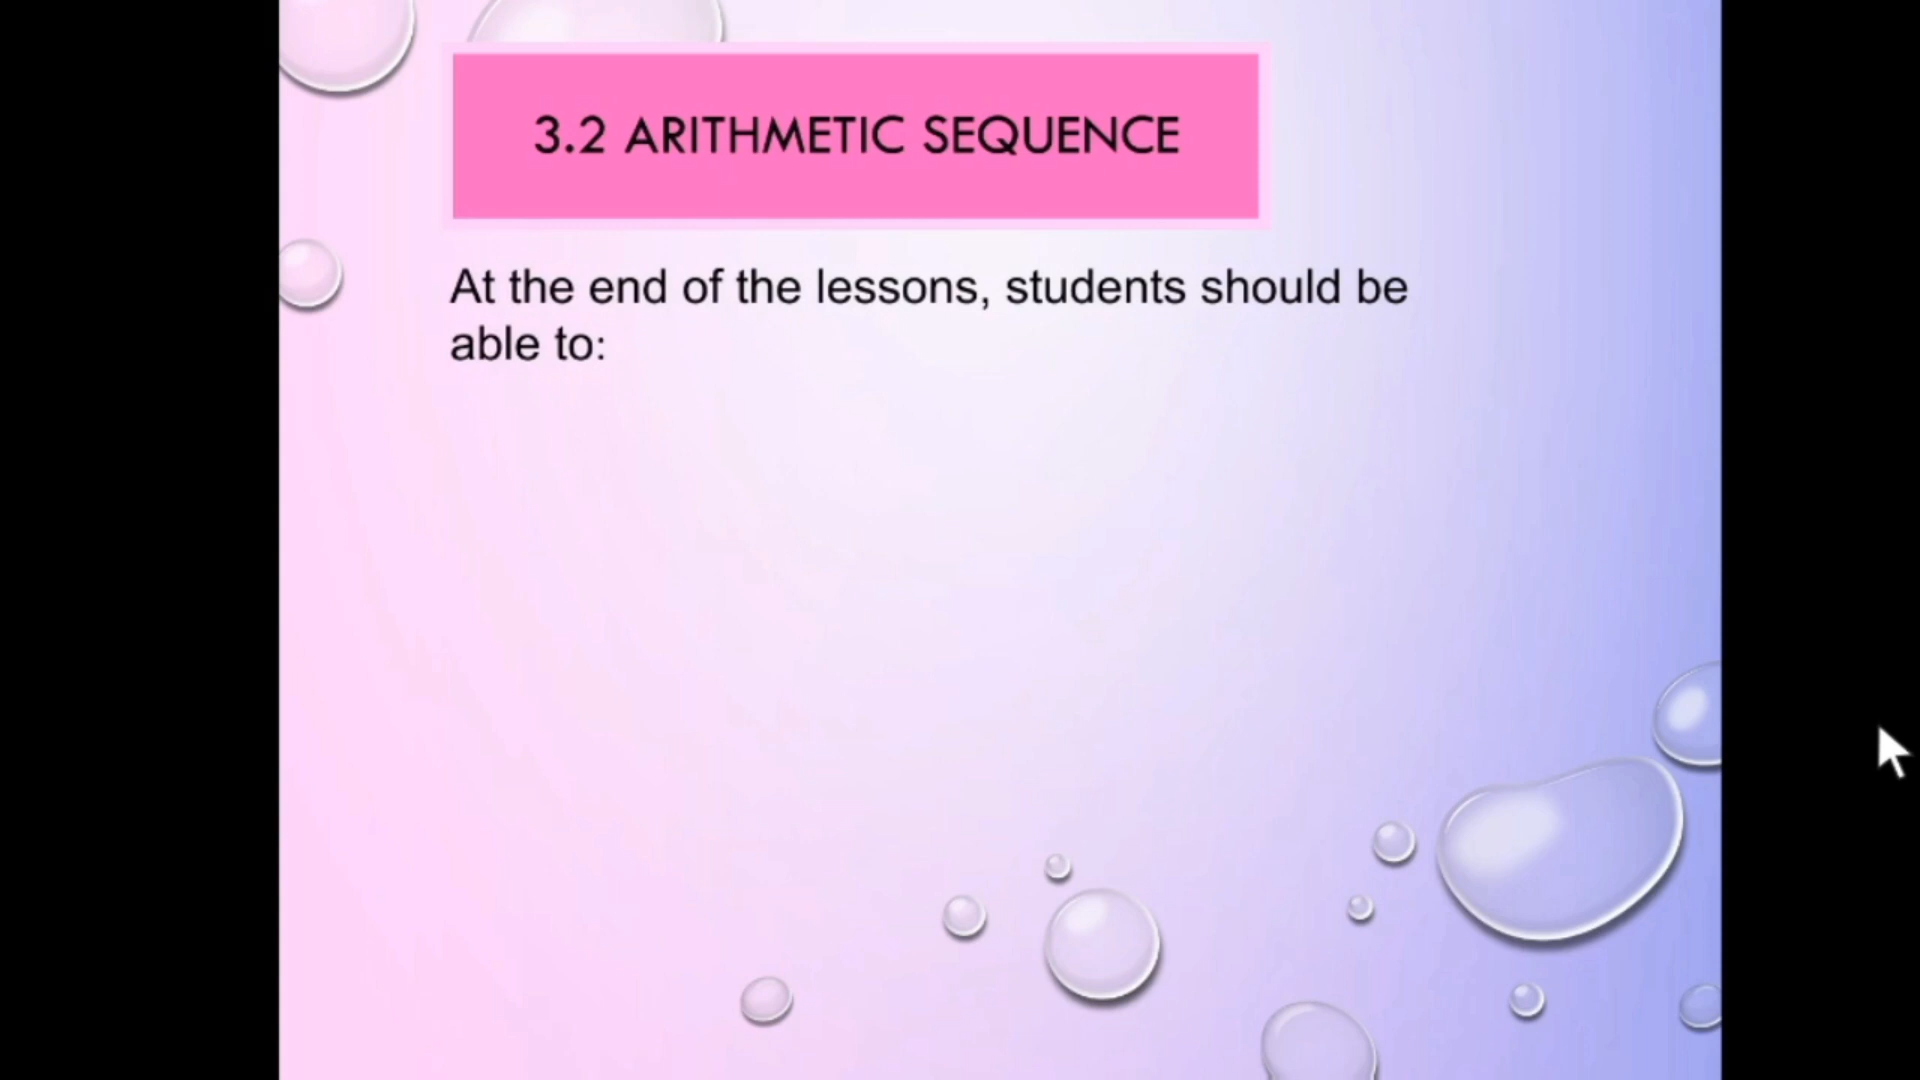 3.2 ARITHMETIC SEQUENCE
At the end of the lessons, students should be
able to: